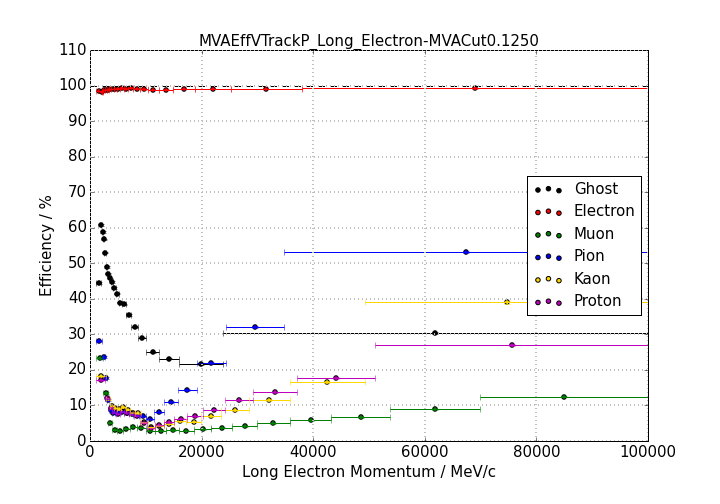 MVAEffVTrackP_Long_Electron-MVACut0.1250
110
100
90
80
70
60
50
40
30
20
10
0
Efficiency / %
Ghost
Electron
Muon
Pion
Kaon
Proton
0 20000 40000 60000 80000 100000
Long Electron Momentum / MeV/c